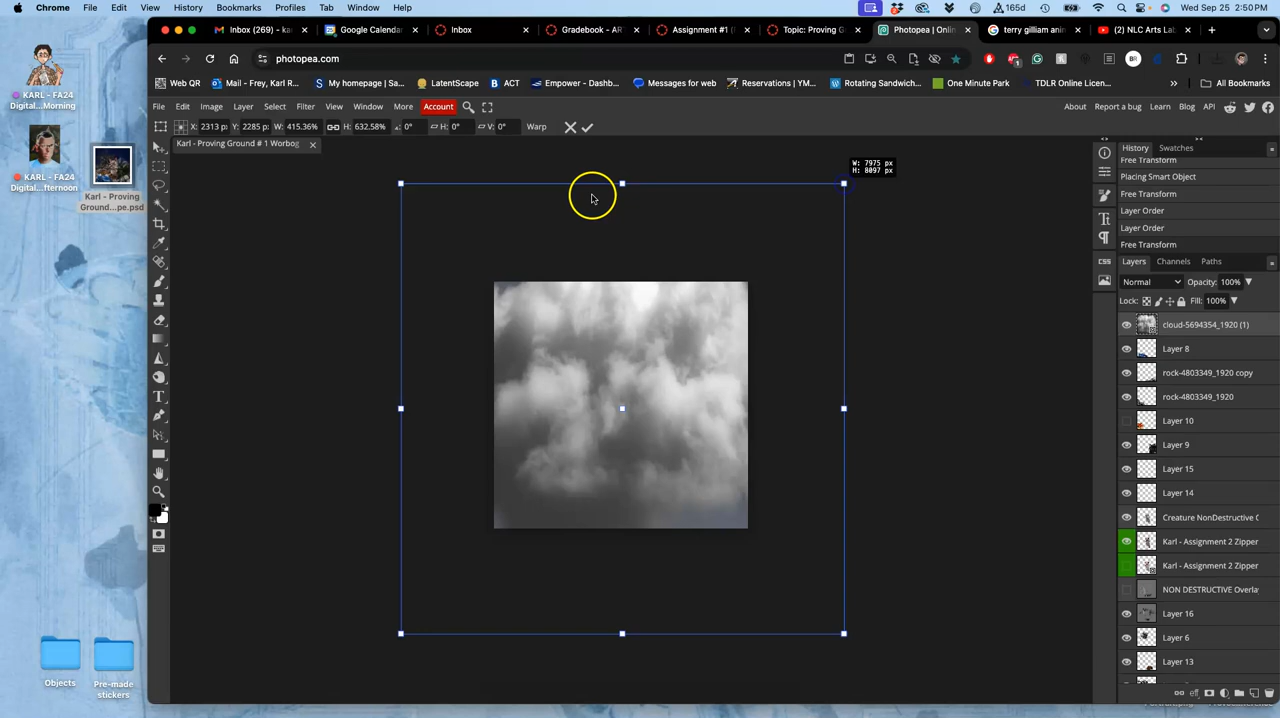 Chrome File Edit View History Bookmarks Profiles Tab Window Help 165d Wed Sep 25 2:50 PM
Inbox (269) - ka Google Calendar Inbox Gradebook - AR Assignment #1 ( Topic: Proving G Photopea | Onlin terry gilliam anim (2) NLC Arts Lab
photopea.com
Web QR Mail - Frey, Karl R... My homepage | Sa... LatentScape ACT Empower - Dashb... Messages for web Reservations | YM... Rotating Swordfish... One Minute Park TDLR Online Licen... All Bookmarks
File Edit Image Layer Select Filter View Window More Account About Report a bug Learn Blog API
X: 2313 px Y: 2285 px W: 415.36% H: 632.58% : 0° H: 0° V: 0° Warp
Karl - Proving Ground # 1 Worbog
W: 7975 px
H: 8097 px
KARL - FA24
Digital...Morning
KARL - FA24
Digital...fternoon
Karl - Proving
Ground...pe.psd
Objects
Pre-made
stickers
History Swatches
Free Transform
Placing Smart Object
Free Transform
Layer Order
Layer Order
Free Transform
CSS
Layers Channels Paths
Normal Opacity: 100%
Lock: Fill: 100%
cloud-5694354_1920 (1)
Layer 8
rock-4803349_1920 copy
rock-4803349_1920
Layer 10
Layer 9
Layer 15
Layer 14
Creature NonDestructive C
Karl - Assignment 2 Zipper
Karl - Assignment 2 Zipper
NON DESTRUCTIVE Overla
Layer 16
Layer 6
Layer 13
eff